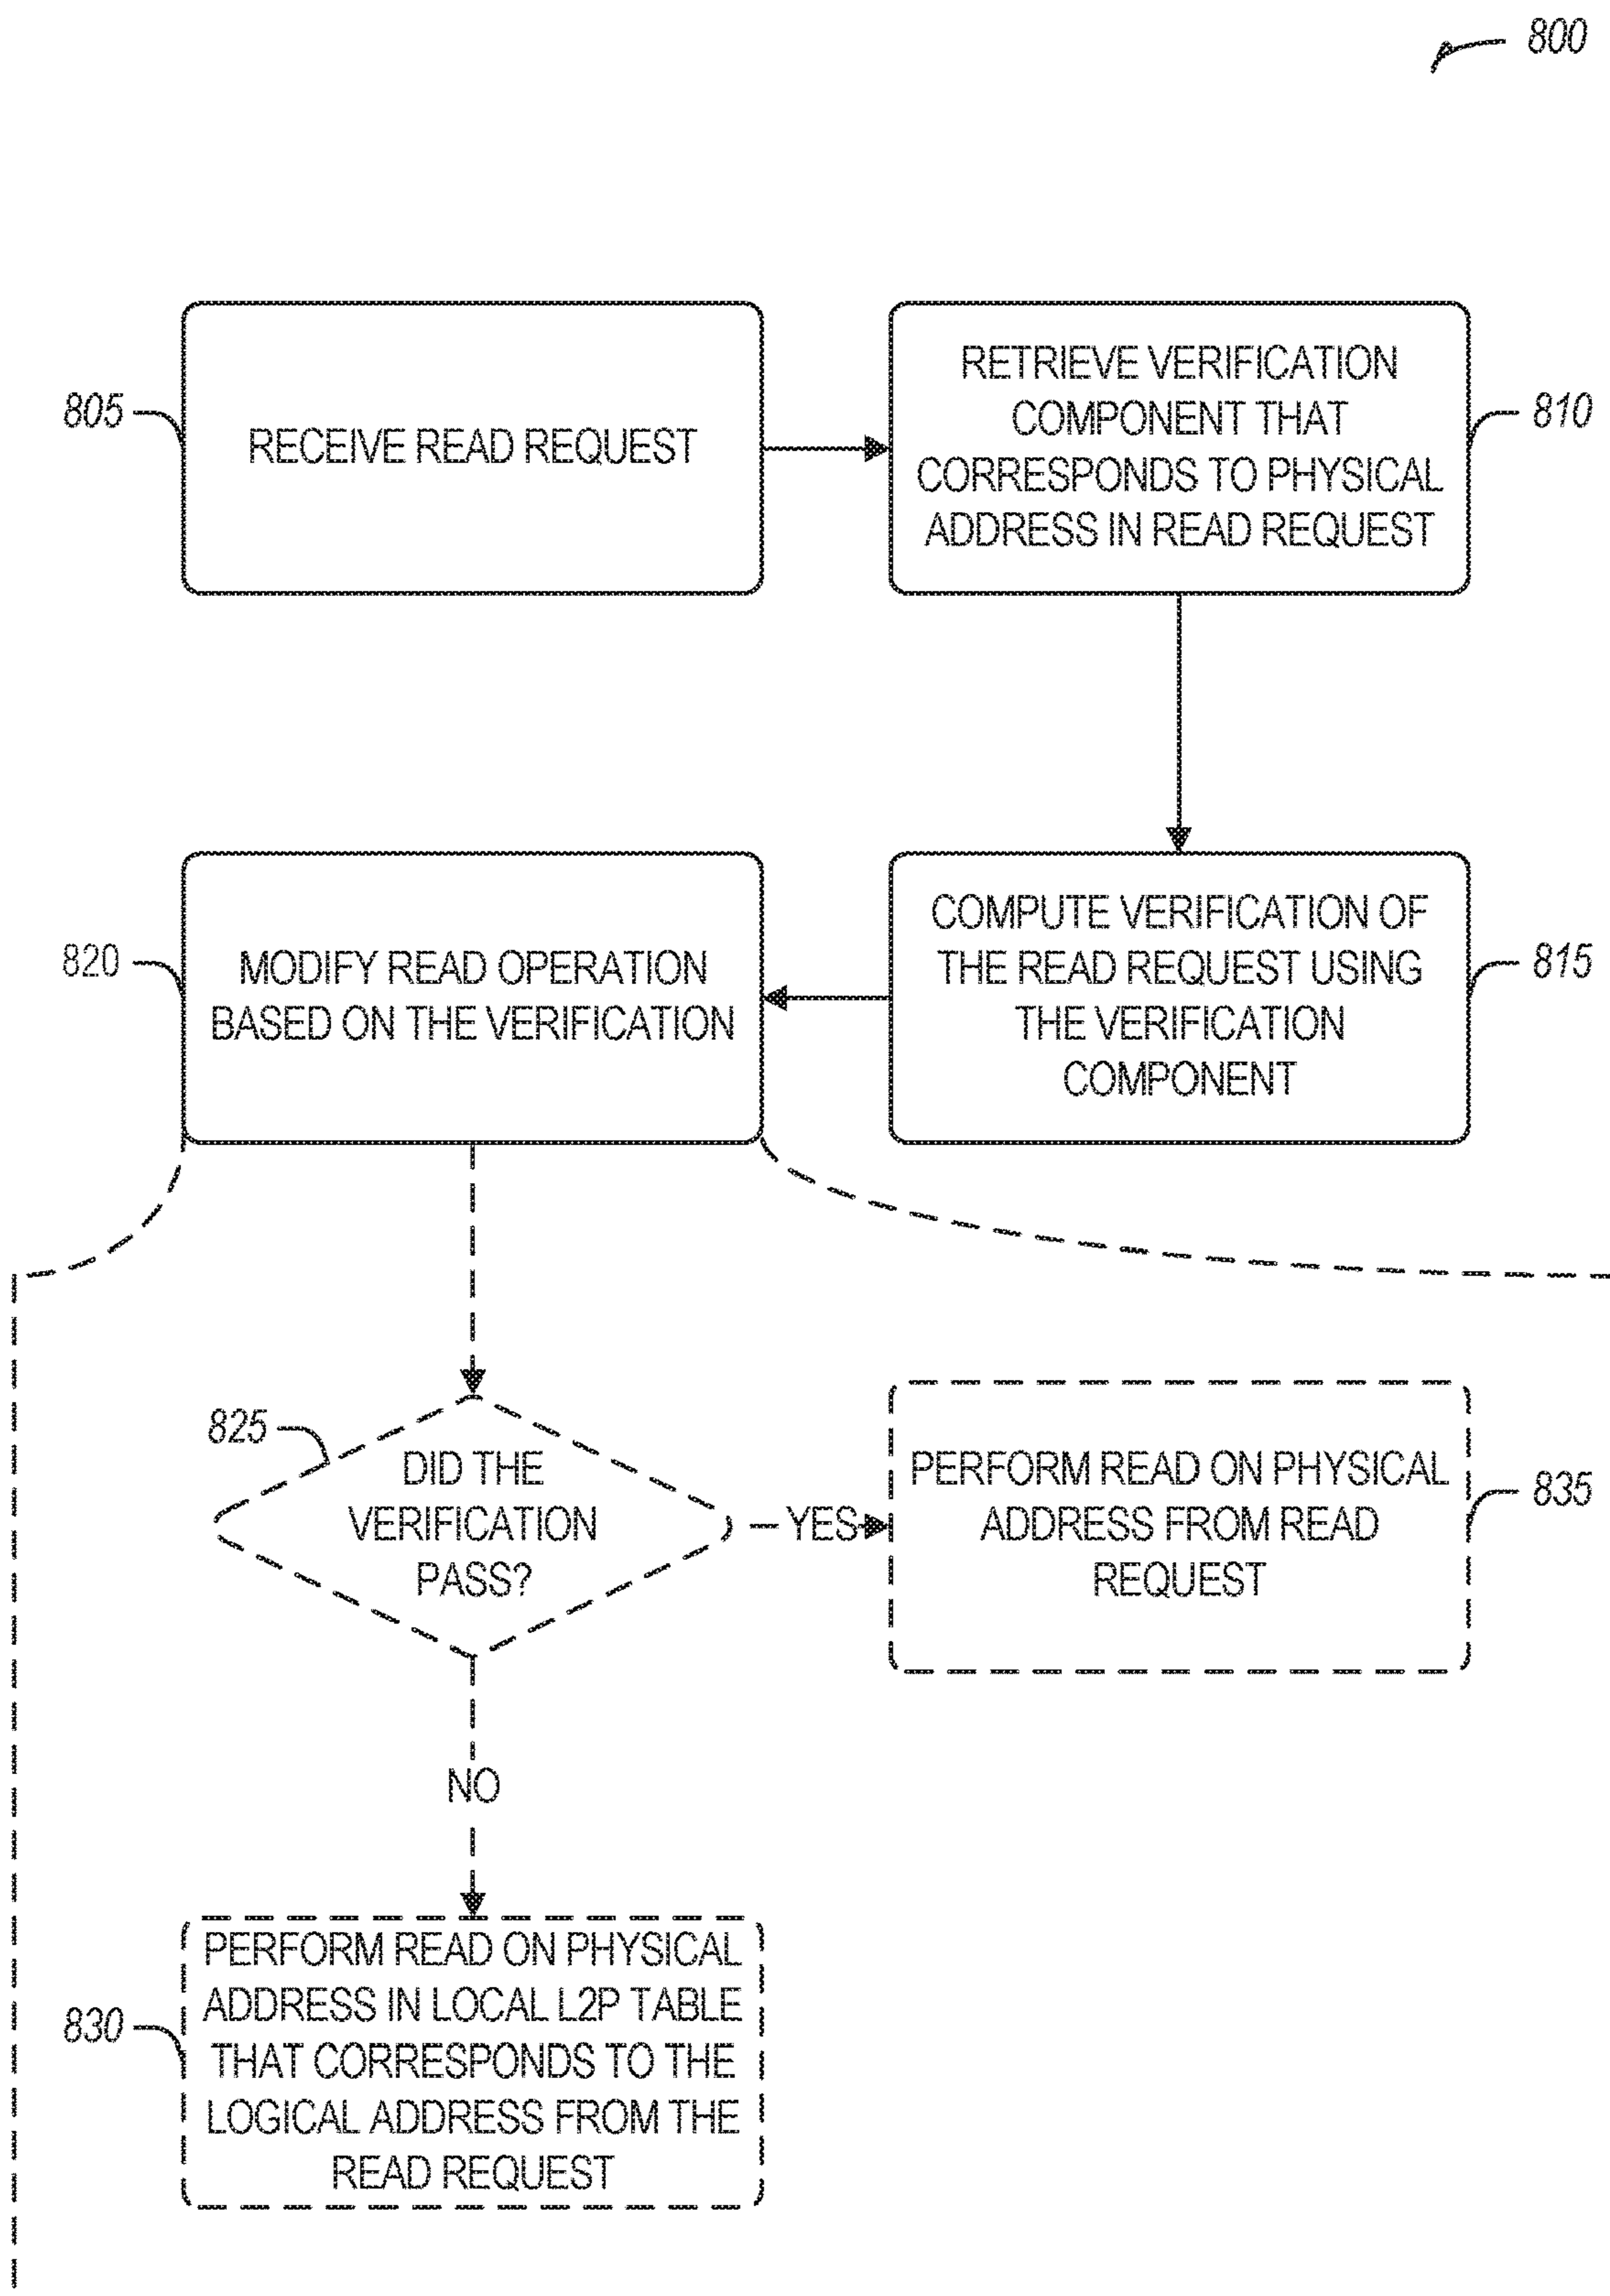 800
805
RECEIVE READ REQUEST
RETRIEVE VERIFICATION
COMPONENT THAT
CORRESPONDS TO PHYSICAL
ADDRESS IN READ REQUEST
810
820
MODIFY READ OPERATION
BASED ON THE VERIFICATION
COMPUTE VERIFICATION OF
THE READ REQUEST USING
THE VERIFICATION
COMPONENT
815
825
DID THE
VERIFICATION
PASS?
YES
PERFORM READ ON PHYSICAL
ADDRESS FROM READ
REQUEST
835
NO
830
PERFORM READ ON PHYSICAL
ADDRESS IN LOCAL L2P TABLE
THAT CORRESPONDS TO THE
LOGICAL ADDRESS FROM THE
READ REQUEST